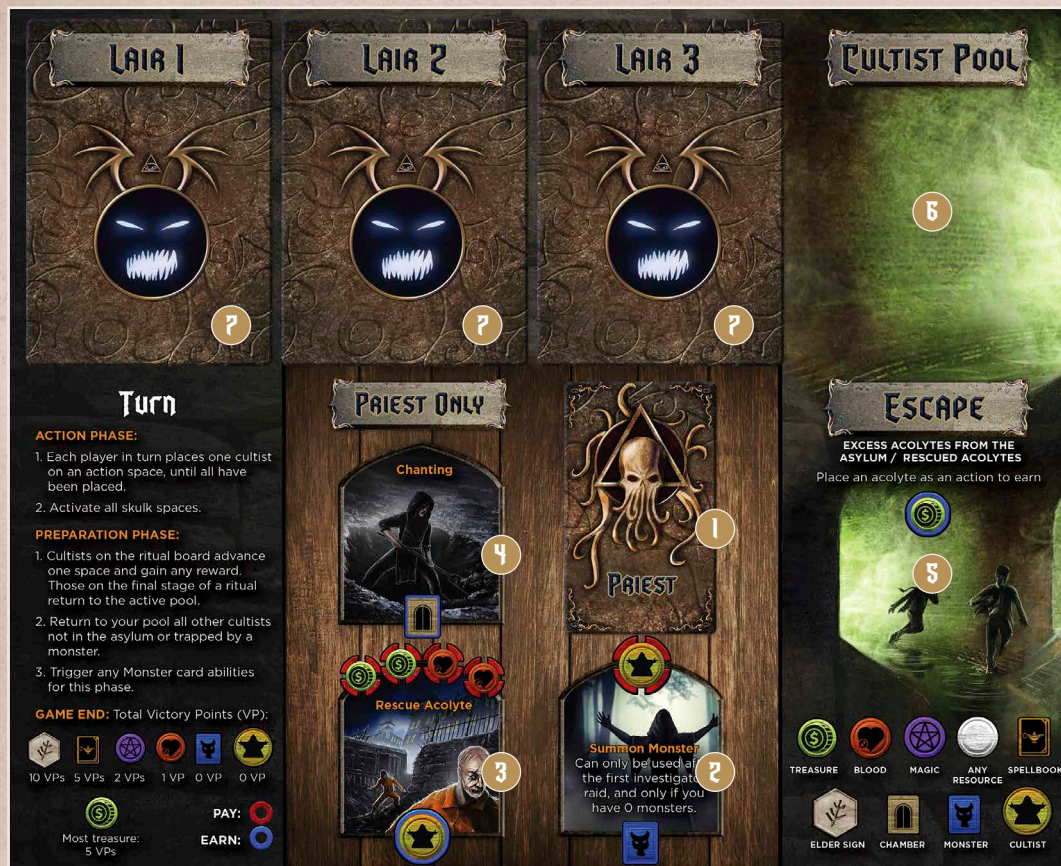 LAIR 1
LAIR 2
LAIR 3
CULTIST POOL
6
7
7
7
Turn
ACTION PHASE:
1. Each player in turn places one cultist
on an action space, until all have
been placed.
2. Activate all skulk spaces.
PREPARATION PHASE:
1. Cultists on the ritual board advance
one space and gain any reward.
Those on the final stage of a ritual
return to the active pool.
2. Return to your pool all other cultists
not in the asylum or trapped by a
monster.
3. Trigger any Monster card abilities
for this phase.
GAME END: Total Victory Points (VP):
10 VPs 5 VPs 2 VPs 1 VP 0 VP 0 VP
Most treasure:
5 VPs
PAY:
EARN:
PRIEST ONLY
Chanting
4
Rescue Acolyte
3
1
PRIEST
Summon Monster
Can only be used
the first
raid, and only if you
have 0 monsters.
2
ESCAPE
EXCESS ACOLYTES FROM THE
ASYLUM / RESCUED ACOLYTES
Place an acolyte as an action to earn
5
TREASURE BLOOD MAGIC ANY RESOURCE SPELLBOOK
ELDER SIGN CHAMBER MONSTER CULTIST